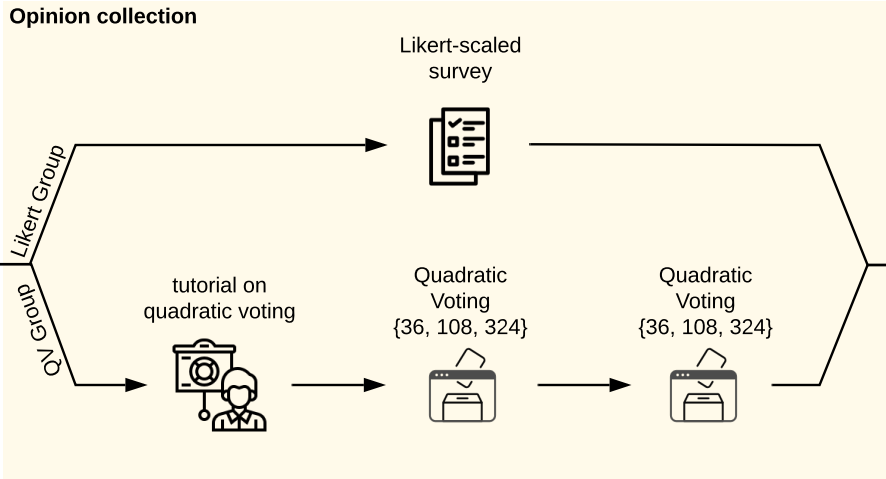 Opinion collection
Likert-scaled
survey
Likert Group
QV Group
tutorial on
quadratic voting
Quadratic
Voting
{36, 108, 324}
Quadratic
Voting
{36, 108, 324}